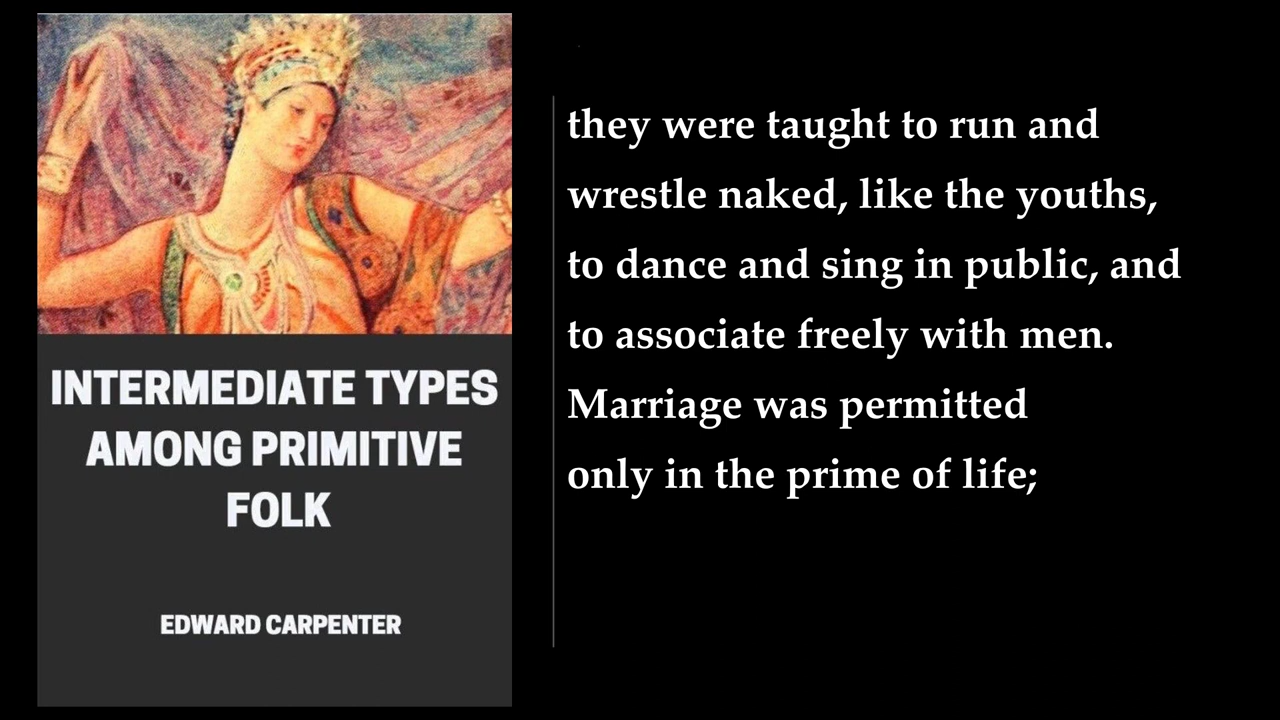 INTERMEDIATE TYPES
AMONG PRIMITIVE
FOLK
EDWARD CARPENTER
they were taught to run and
wrestle naked, like the youths,
to dance and sing in public, and
to associate freely with men.
Marriage was permitted
only in the prime of life;